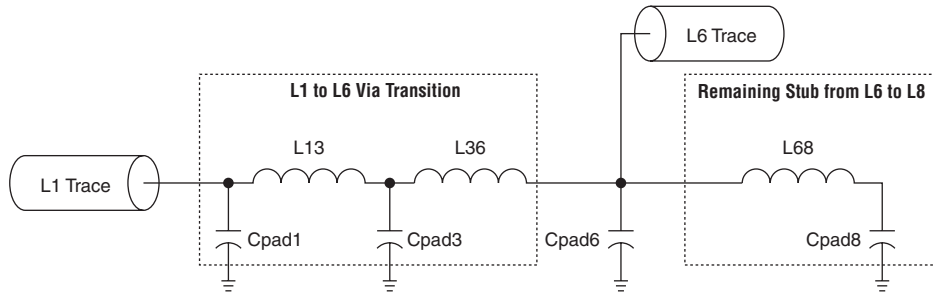 L6 Trace
L1 to L6 Via Transition
Remaining Stub from L6 to L8
L13
L36
L68
L1 Trace
Cpad1
Cpad3
Cpad6
Cpad8